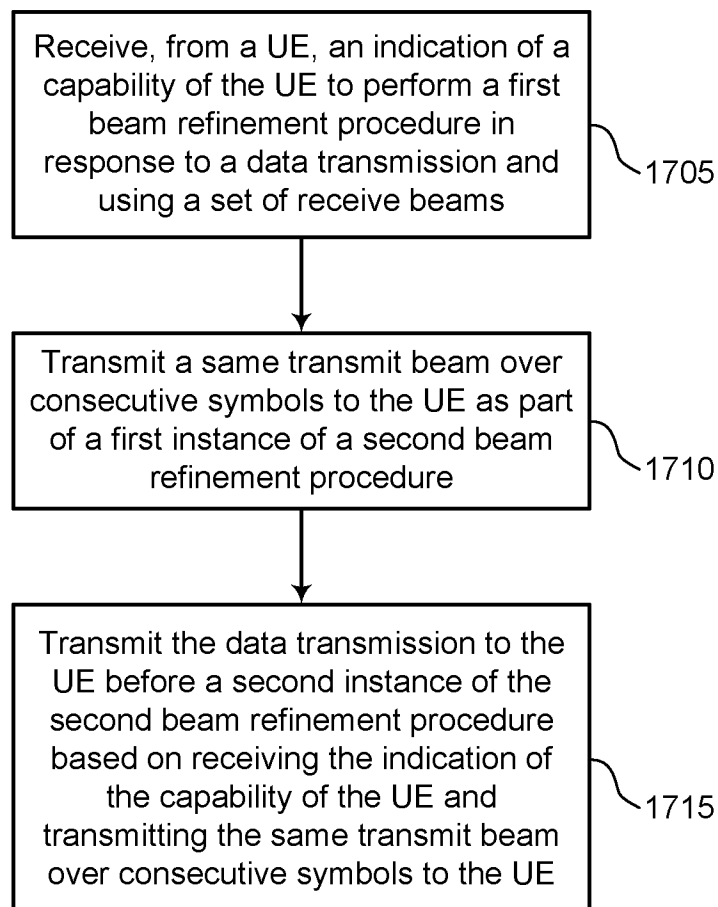 Receive, from a UE, an indication of a
capability of the UE to perform a first
beam refinement procedure in
response to a data transmission and
using a set of receive beams
1705
Transmit a same transmit beam over
consecutive symbols to the UE as part
of a first instance of a second beam
refinement procedure
1710
Transmit the data transmission to the
UE before a second instance of the
second beam refinement procedure
based on receiving the indication of
the capability of the UE and
transmitting the same transmit beam
over consecutive symbols to the UE
1715